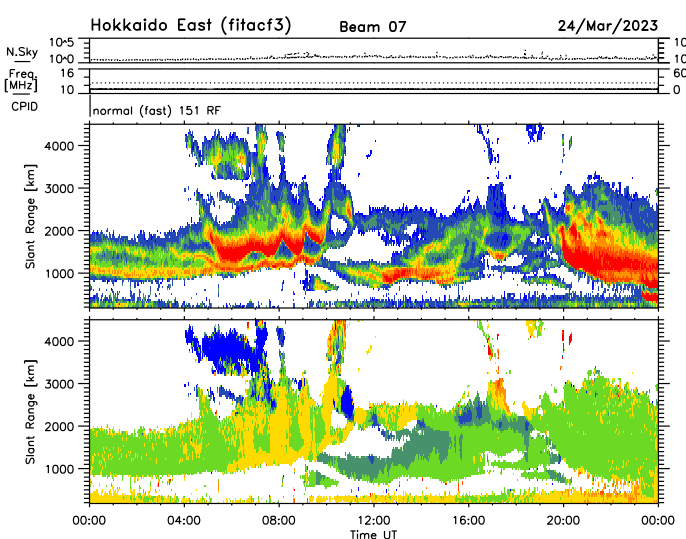 Hokkaido East (fitacf3) Beam 07 24/Mar/2023
N.Sky 10^5 10^0 10 10
Freq. [MHz] 16 10 60 0
CPID normal (fast) 151 RF
Slant Range [km] 4000 3000 2000 1000
Slant Range [km] 4000 3000 2000 1000
00:00 04:00 08:00 12:00 16:00 20:00 00:00
Time UT